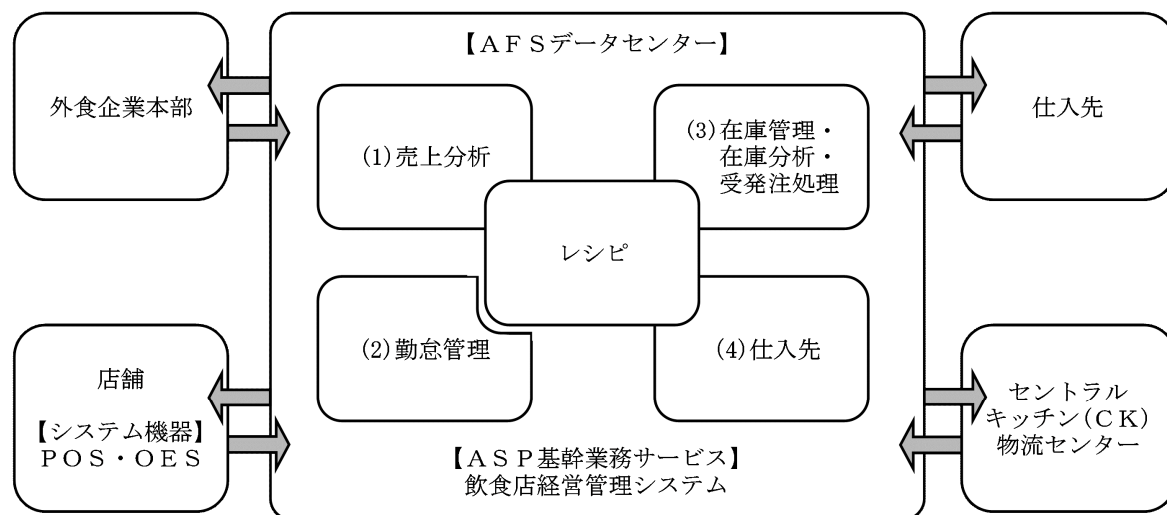 外食企業本部
店舗
【システム機器】
ＰＯＳ・ＯＥＳ
【ＡＦＳデータセンター】
(1)売上分析
(3)在庫管理・
在庫分析・
受発注処理
レシピ
(2)勤怠管理
(4)仕入先
【ＡＳＰ基幹業務サービス】
飲食店経営管理システム
仕入先
セントラル
キッチン(ＣＫ)
物流センター